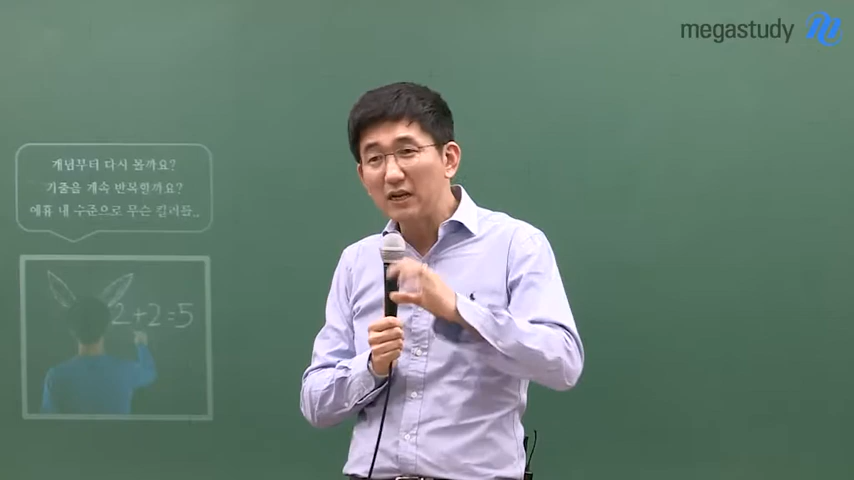 megastudy
개념부터 다시 볼까요?
기출을 계속 반복할까요?
에휴 내 수준으로 무슨 킬러를...
2+2=5